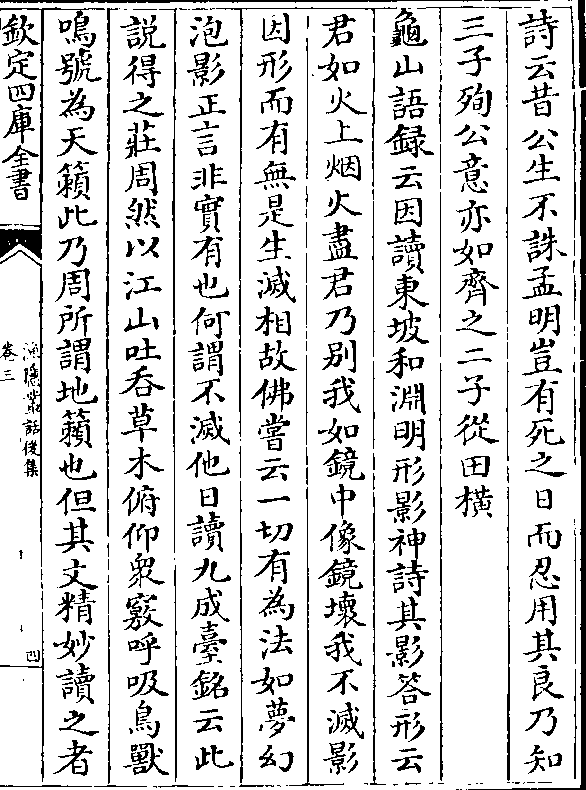 詩云昔公生不誅孟明豈有死之日而忍用其良乃知
三子殉公意亦如齊之二子從田横
龜山語録云因讀東坡和淵明形影神詩其影答形云
君如火上烟火盡君乃别我如鏡中像鏡壞我不滅影
因形而有無是生滅相故佛嘗云一切有為法如夢幻
泡影正言非實有也何謂不滅他日讀九成臺銘云此
説得之莊周然以江山吐吞草木俯仰衆竅呼吸鳥獸
鳴號為天籟此乃周所謂地籟也但其文精妙讀之者
欽定四庫全書
漁隱叢話後集
卷三
四